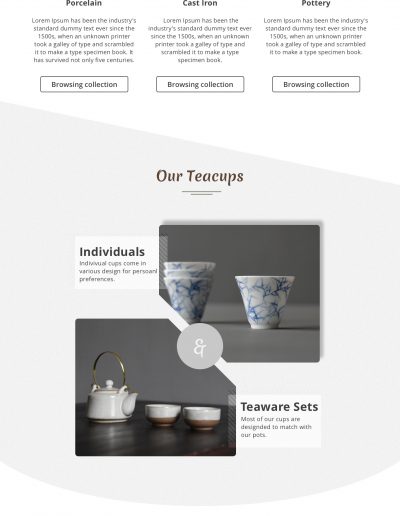 Porcelain
Lorem Ipsum has been the industry's
standard dummy text ever since
the 1500s, when an unknown printer
took a galley of type and scrambled
it to make a type specimen book. It
has survived not only five centuries.
Browsing collection
Cast Iron
Lorem Ipsum has been the
industry's standard dummy text
ever since the 1500s, when an
unknown printer took a galley of
type and scrambled it to make a type
specimen book.
Browsing collection
Pottery
Lorem Ipsum has been the industry's
standard dummy text ever since
the 1500s, when an unknown printer
took a galley of type and scrambled
it to make a type specimen book.
Browsing collection
Our Teacups
Individuals
Indivivual cups come in
various design for persoanl
preferences.
&
Teaware Sets
Most of our cups are
designded to match with
our pots.